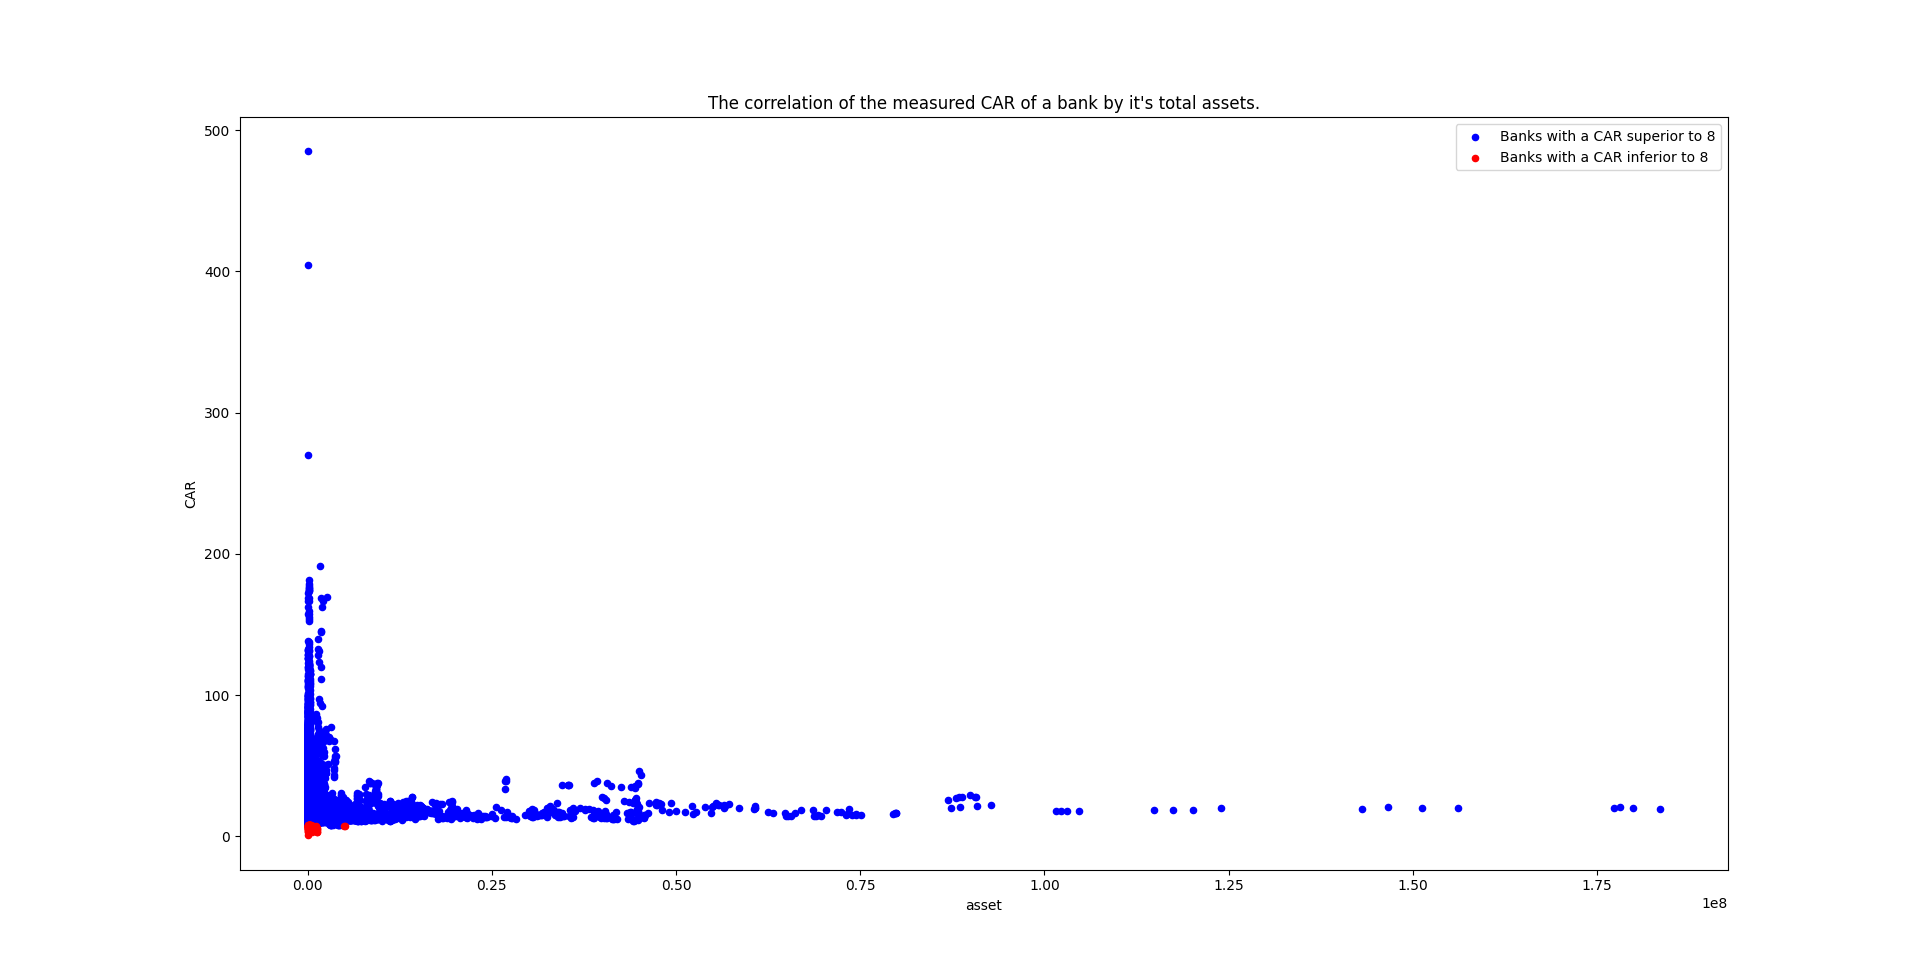 The correlation of the measured CAR of a bank by it's total assets.
Banks with a CAR superior to 8
Banks with a CAR inferior to 8
500
400
300
200
100
0
CAR
0.00 0.25 0.50 0.75 1.00 1.25 1.50 1.75
asset
1e8